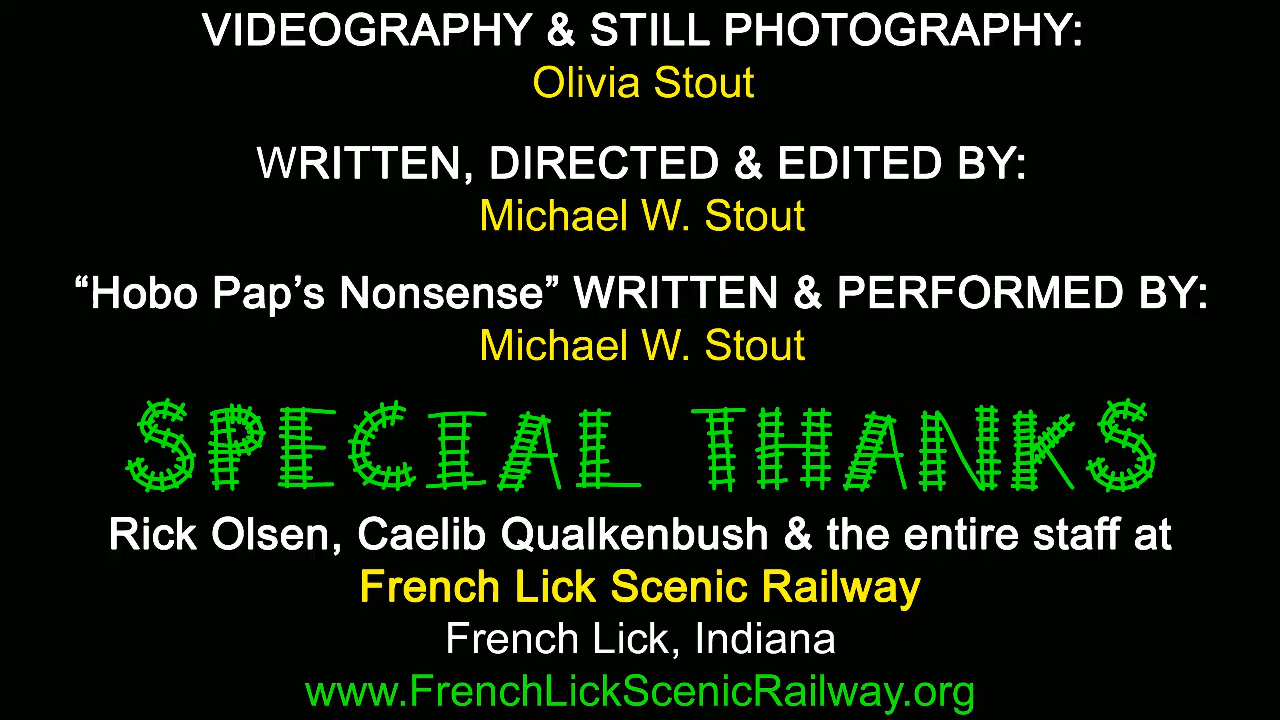 VIDEOGRAPHY & STILL PHOTOGRAPHY:
Olivia Stout
WRITTEN, DIRECTED & EDITED BY:
Michael W. Stout
“Hobo Pap’s Nonsense” WRITTEN & PERFORMED BY:
Michael W. Stout
SPECIAL THANKS
Rick Olsen, Caelib Qualkenbush & the entire staff at
French Lick Scenic Railway
French Lick, Indiana
www.FrenchLickScenicRailway.org